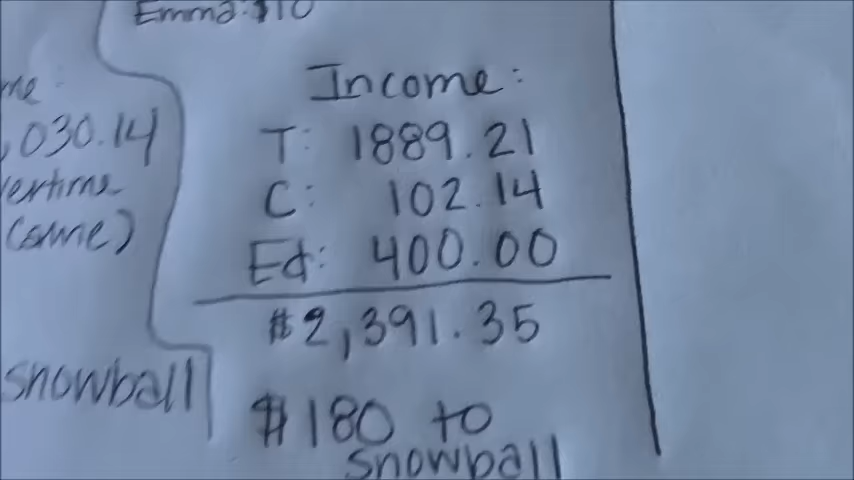 Emma: $10
Income:
T: 1889.21
C: 102.14
Ed: 400.00
$2,391.35
$180 to
snowball
,030.14
snowball